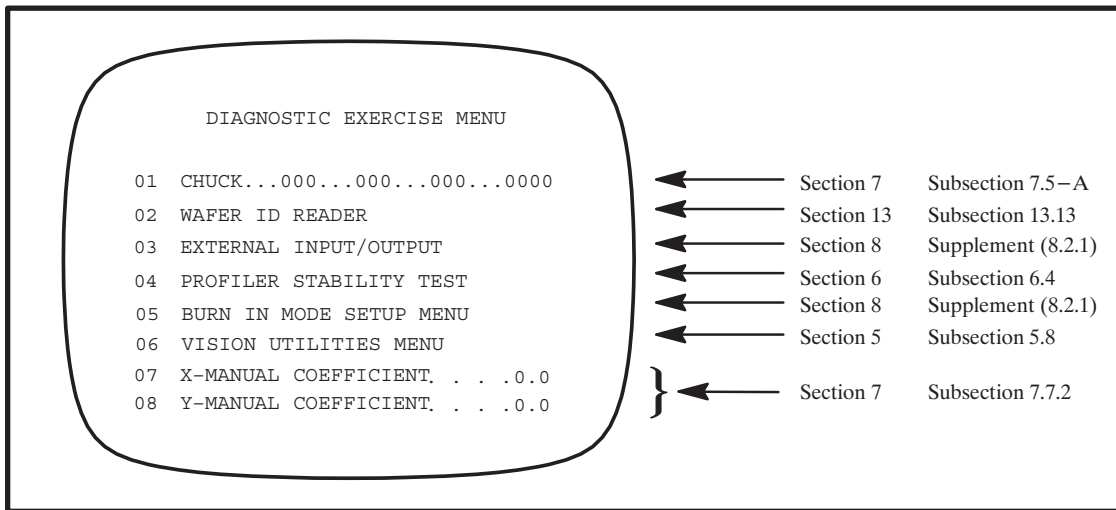 DIAGNOSTIC EXERCISE MENU
01 CHUCK...000...000...000...0000 Section 7 Subsection 7.5−A
02 WAFER ID READER Section 13 Subsection 13.13
03 EXTERNAL INPUT/OUTPUT Section 8 Supplement (8.2.1)
04 PROFILER STABILITY TEST Section 6 Subsection 6.4
05 BURN IN MODE SETUP MENU Section 8 Supplement (8.2.1)
06 VISION UTILITIES MENU Section 5 Subsection 5.8
07 X−MANUAL COEFFICIENT. . . .0.0
08 Y−MANUAL COEFFICIENT. . . .0.0
} Section 7 Subsection 7.7.2